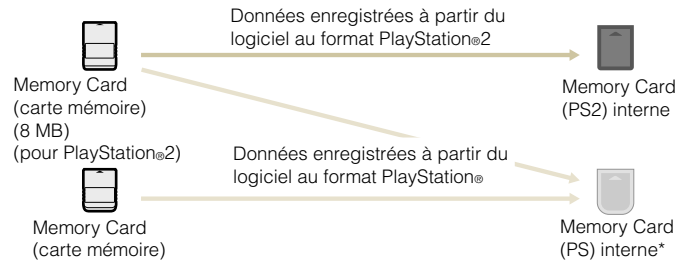 Données enregistrées à partir du
logiciel au format PlayStation®2
Memory Card
(carte mémoire)
(8 MB)
(pour PlayStation®2)
Memory Card
(PS2) interne
Données enregistrées à partir du
logiciel au format PlayStation®
Memory Card
(carte mémoire)
Memory Card
(PS) interne*